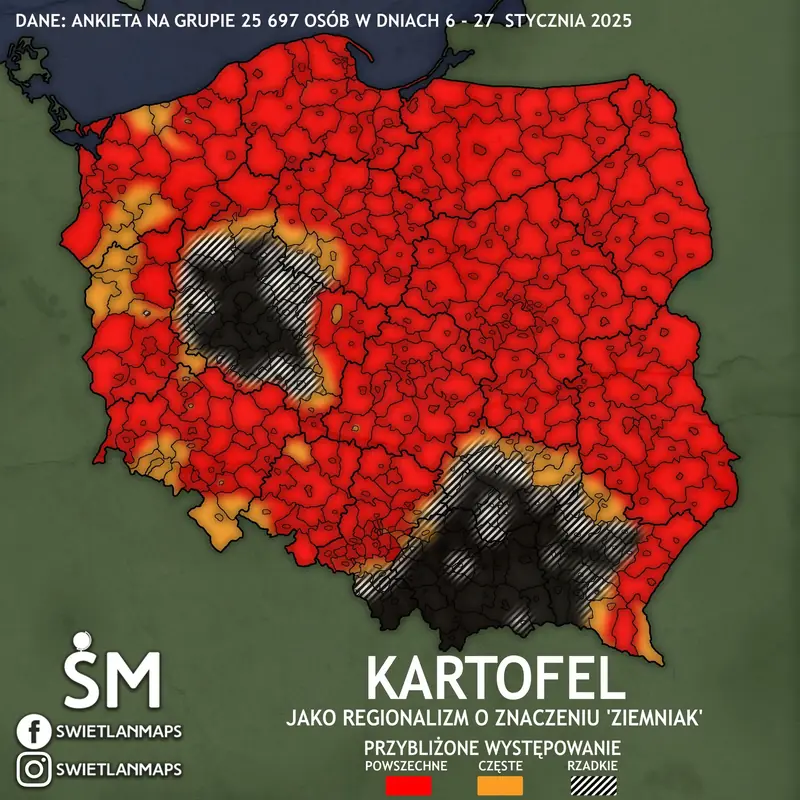 DANE: ANKIETA NA GRUPIE 25 697 OSÓB W DNIACH 6 - 27 STYCZNIA 2025
ŚM
SWIETLANMAPS
SWIETLANMAPS
KARTOFEL
JAKO REGIONALIZM O ZNACZENIU 'ZIEMNIAK'
PRZYBLIŻONE WYSTĘPOWANIE
POWSZECHNE CZĘSTE RZADKIE